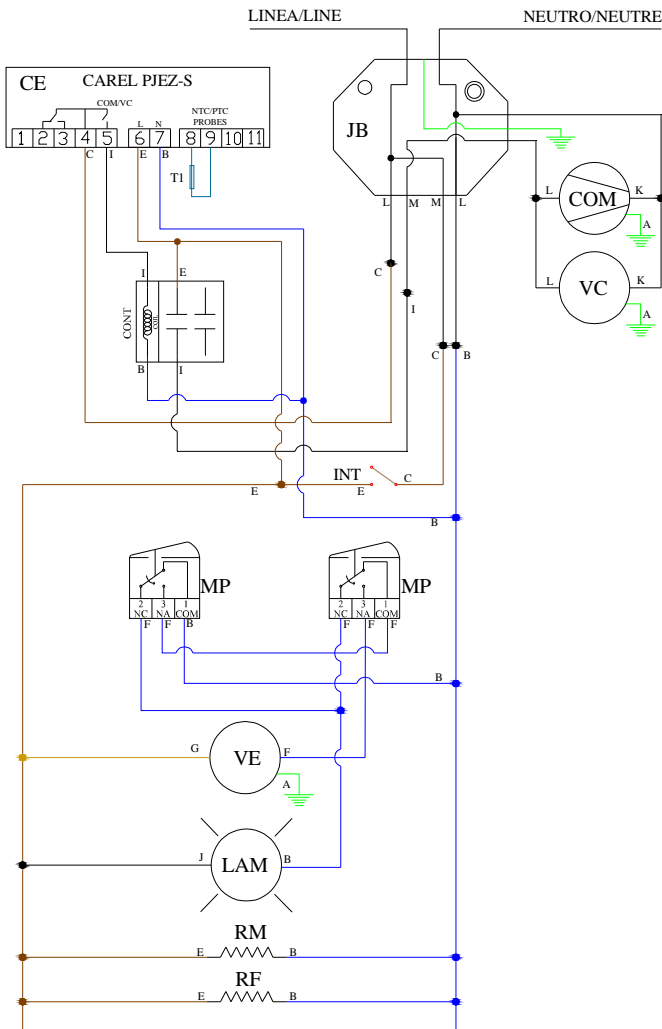 LINEA/LINE
NEUTRO/NEUTRE
CE
CAREL PJEZ-S
COM/VC
L N
NTC/PTC
PROBES
1 2 3 4 5 6 7 8 9 10 11
C I E B
T1
JB
L M M L
L COM K
A
L VC K
A
C
I
C B
I E
CONT
COIL
B I
INT
E E C
B
MP
2 3 1
NC NA COM
F F B
MP
2 3 1
NC NA COM
F F F
B
G VE F
A
J LAM B
RM
E B
RF
E B